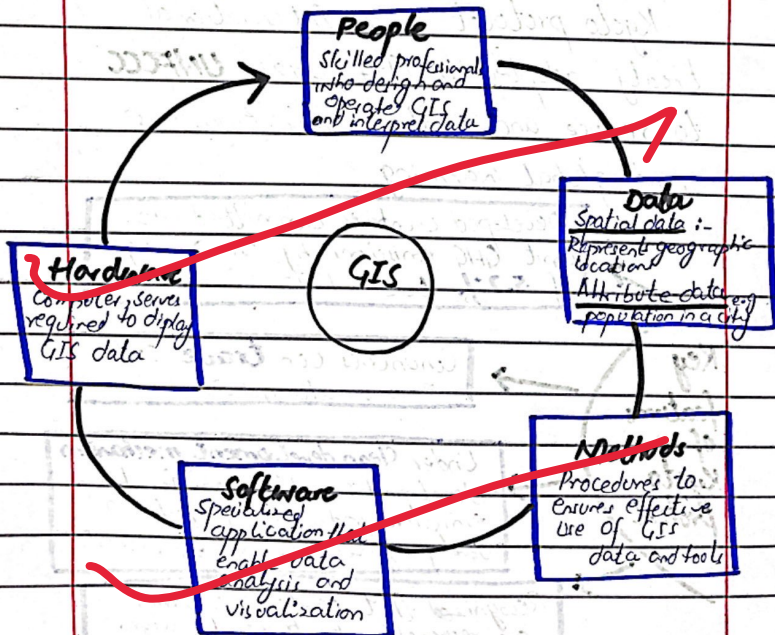 People
Skilled professionals
who design and
operate GIS
and interpret data
Data
Spatial data :-
Represents geographic
locations
Attribute data e.g
population in a city
Methods
Procedures to
ensures effective
use of GIS
data and tools
Software
Specialized
application that
enable data
analysis and
visualization
Hardware
Computer, serves
required to display
GIS data
GIS